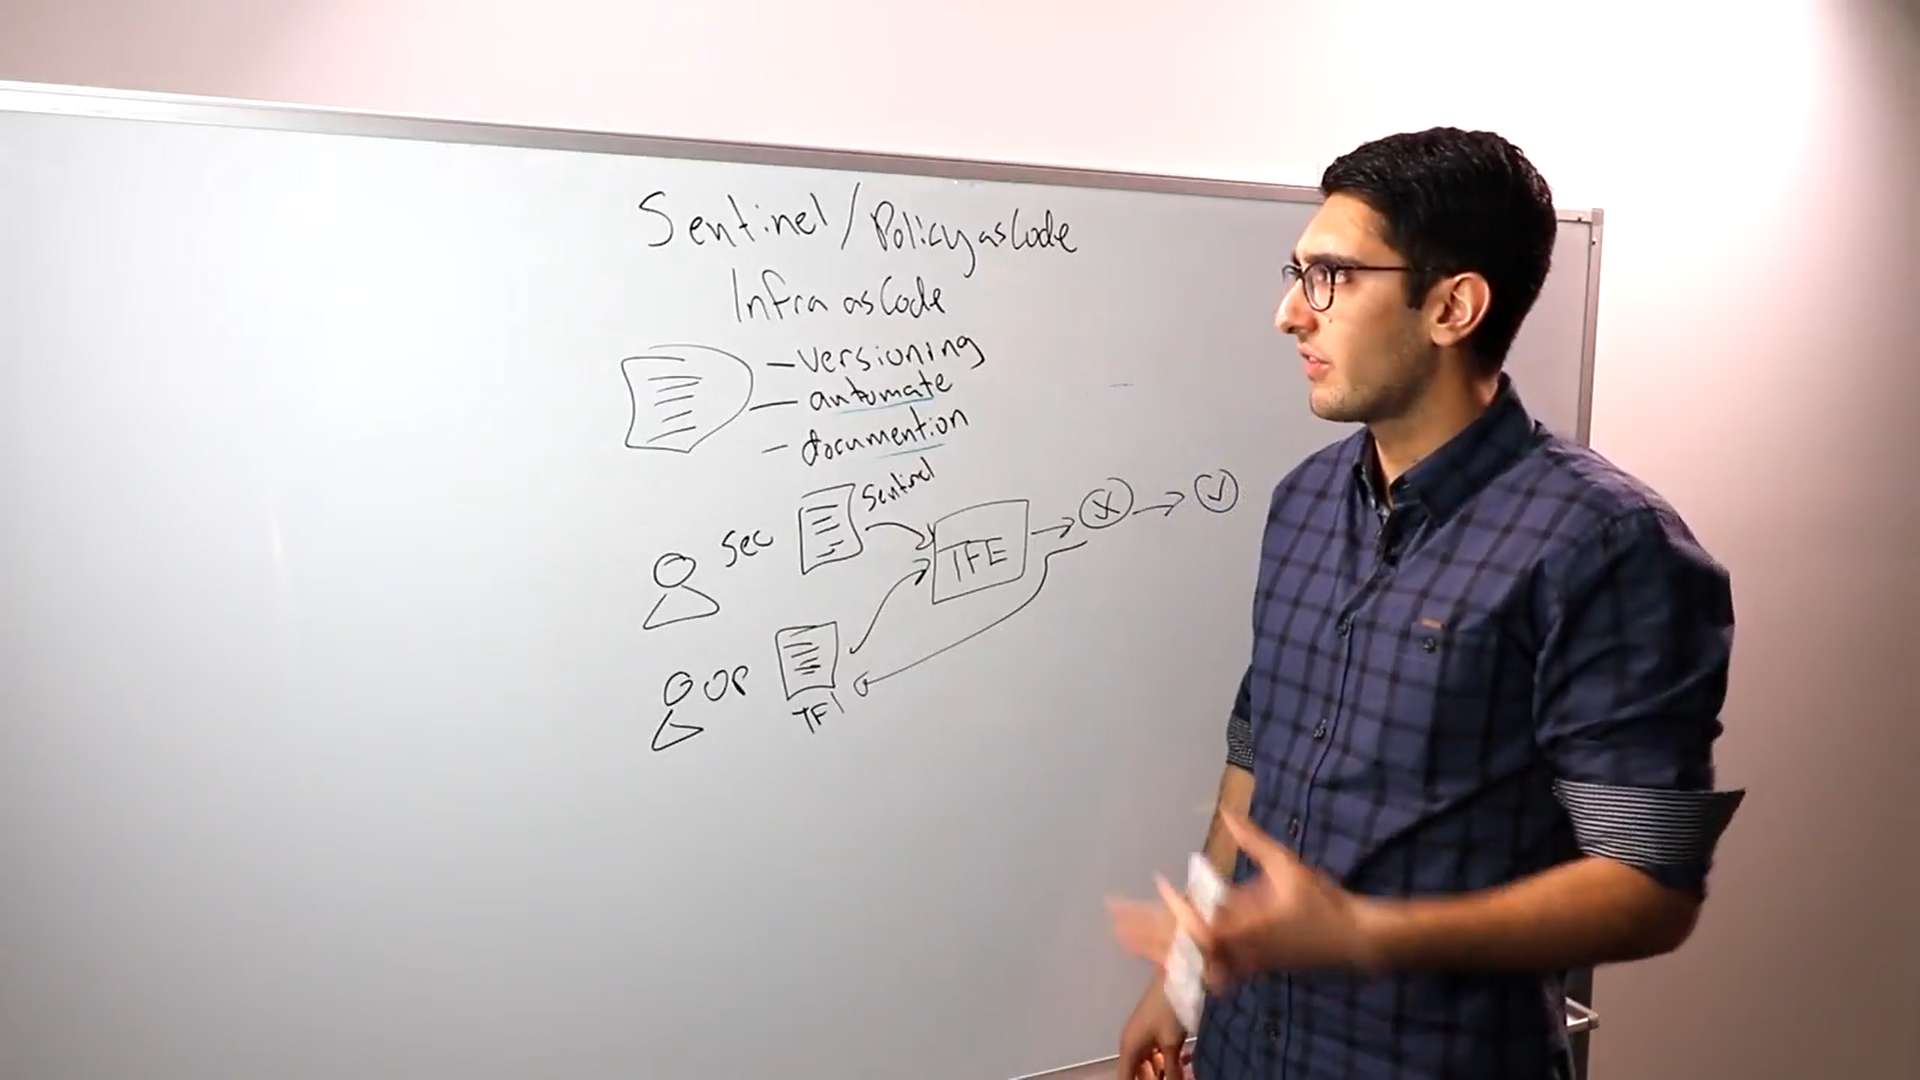 Sentinel / Policy as Code
Infra as Code
- versioning
- automate
- documention
Sentinel
Sec
TFE
OP
TF